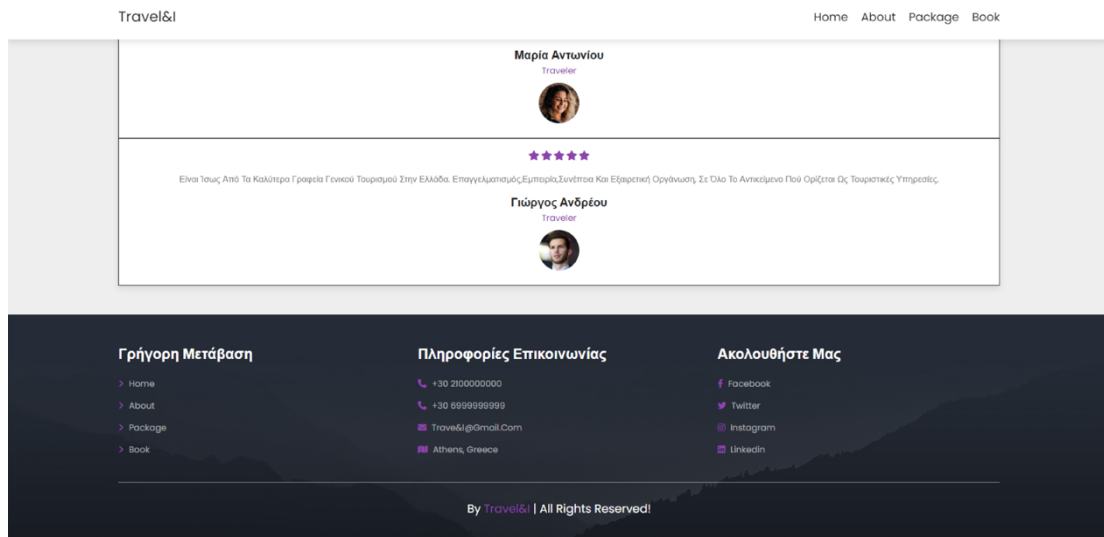 Travel&I
Home About Package Book
Μαρία Αντωνίου
Traveler
Είναι Ίσως Από Τα Καλύτερα Γραφεία Γενικού Τουρισμού Στην Ελλάδα. Επαγγελματισμός,Εμπειρία,Συνέπεια Και Εξαιρετική Οργάνωση, Σε Όλο Το Αντικείμενο Πού Ορίζεται Ως Τουριστικές Υπηρεσίες.
Γιώργος Ανδρέου
Traveler
Γρήγορη Μετάβαση
Home
About
Package
Book
Πληροφορίες Επικοινωνίας
+30 2100000000
+30 6999999999
Trave&I@Gmail.Com
Athens, Greece
Ακολουθήστε Μας
Facebook
Twitter
Instagram
Linkedin
By Travel&I | All Rights Reserved!